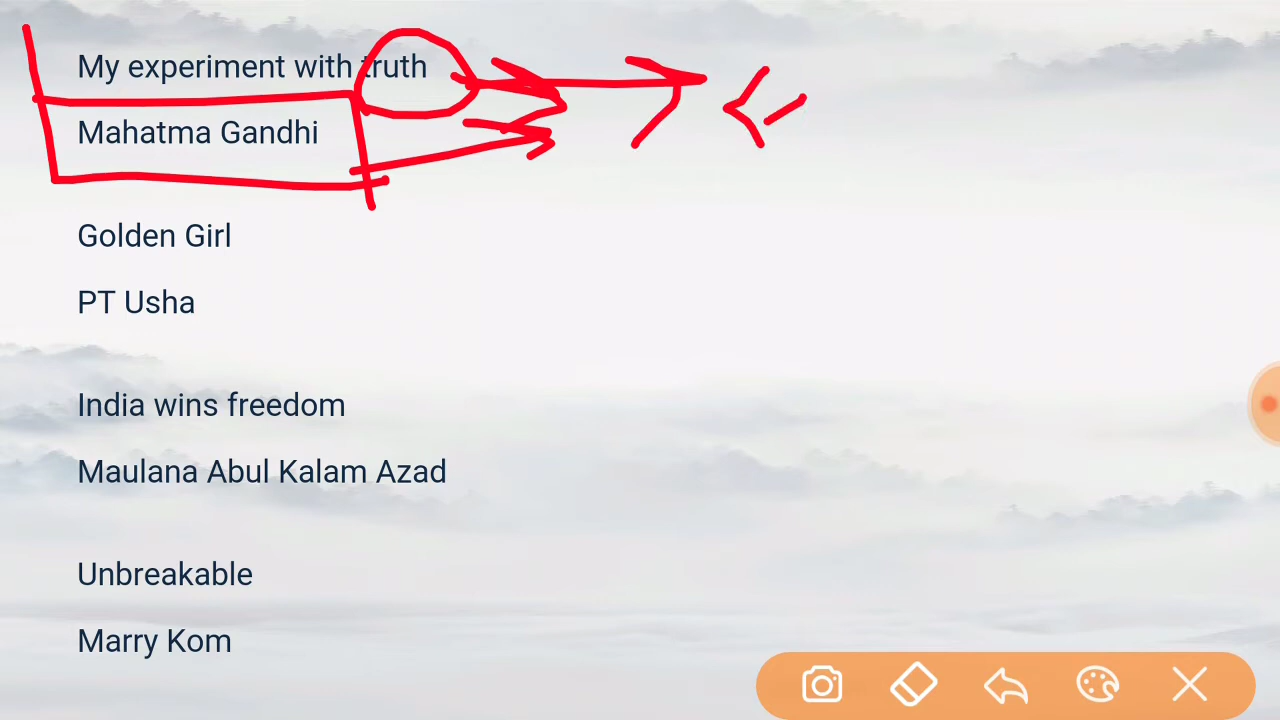 My experiment with truth
Mahatma Gandhi
Golden Girl
PT Usha
India wins freedom
Maulana Abul Kalam Azad
Unbreakable
Marry Kom